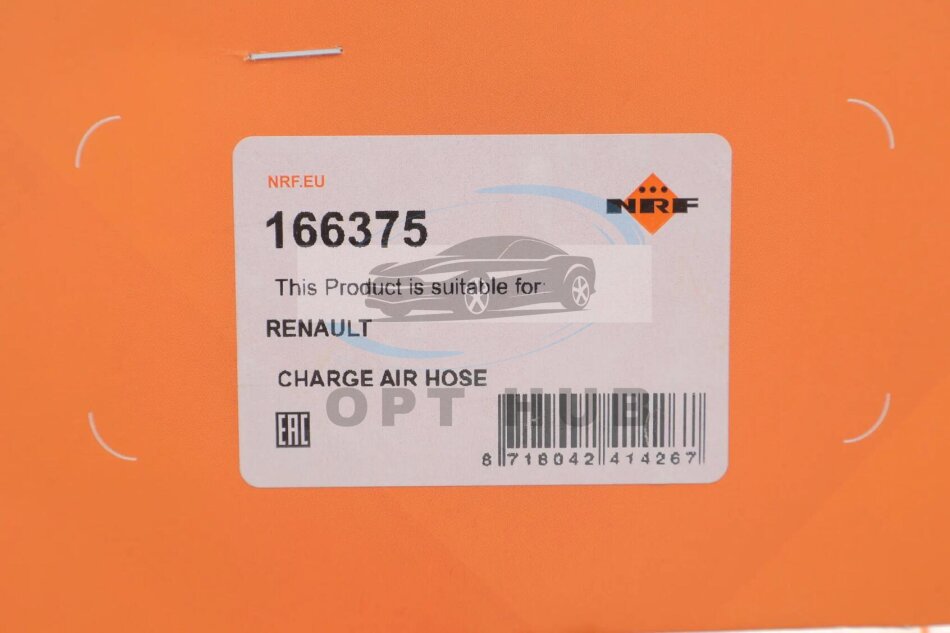 NRF.EU
NRF
166375
This Product is suitable for:
RENAULT
CHARGE AIR HOSE
OPT HUB
EAC
8 718042 414267